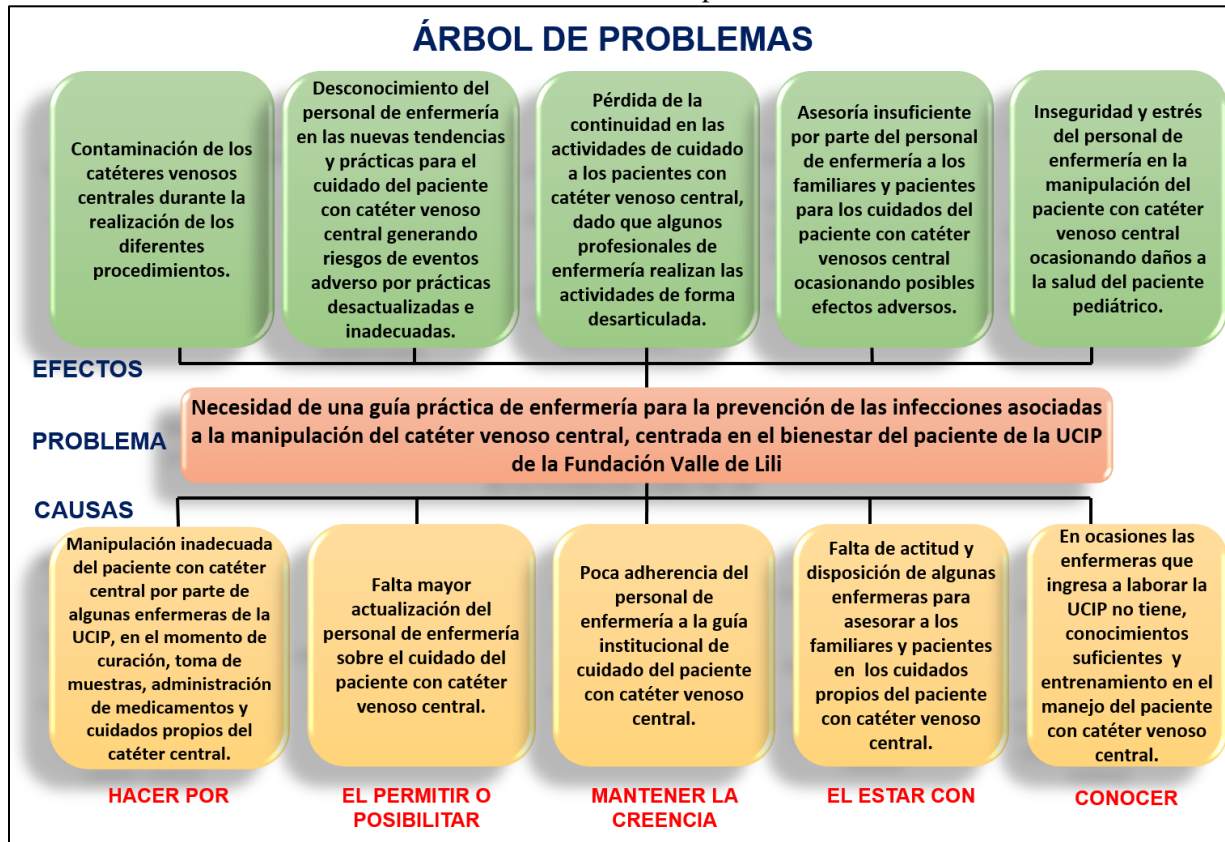 ÁRBOL DE PROBLEMAS
Contaminación de los
catéteres venosos
centrales durante la
realización de los
diferentes
procedimientos.
Desconocimiento del
personal de enfermería
en las nuevas tendencias
y prácticas para el
cuidado del paciente
con catéter venoso
central generando
riesgos de eventos
adverso por prácticas
desactualizadas e
inadecuadas.
Pérdida de la
continuidad en las
actividades de cuidado
a los pacientes con
catéter venoso central,
dado que algunos
profesionales de
enfermería realizan las
actividades de forma
desarticulada.
Asesoría insuficiente
por parte del personal
de enfermería a los
familiares y pacientes
para los cuidados del
paciente con catéter
venosos central
ocasionando posibles
efectos adversos.
Inseguridad y estrés
del personal de
enfermería en la
manipulación del
paciente con catéter
venoso central
ocasionando daños a
la salud del paciente
pediátrico.
EFECTOS
PROBLEMA
Necesidad de una guía práctica de enfermería para la prevención de las infecciones asociadas
a la manipulación del catéter venoso central, centrada en el bienestar del paciente de la UCIP
de la Fundación Valle de Lili
CAUSAS
Manipulación inadecuada
del paciente con catéter
central por parte de
algunas enfermeras de la
UCIP, en el momento de
curación, toma de
muestras, administración
de medicamentos y
cuidados propios del
catéter central.
Falta mayor
actualización del
personal de enfermería
sobre el cuidado del
paciente con catéter
venoso central.
Poca adherencia del
personal de
enfermería a la guía
institucional de
cuidado del paciente
con catéter venoso
central.
Falta de actitud y
disposición de algunas
enfermeras para
asesorar a los
familiares y pacientes
en los cuidados
propios del paciente
con catéter venoso
central.
En ocasiones las
enfermeras que
ingresa a laborar la
UCIP no tiene,
conocimientos
suficientes y
entrenamiento en el
manejo del paciente
con catéter venoso
central.
HACER POR
EL PERMITIR O
POSIBILITAR
MANTENER LA
CREENCIA
EL ESTAR CON
CONOCER